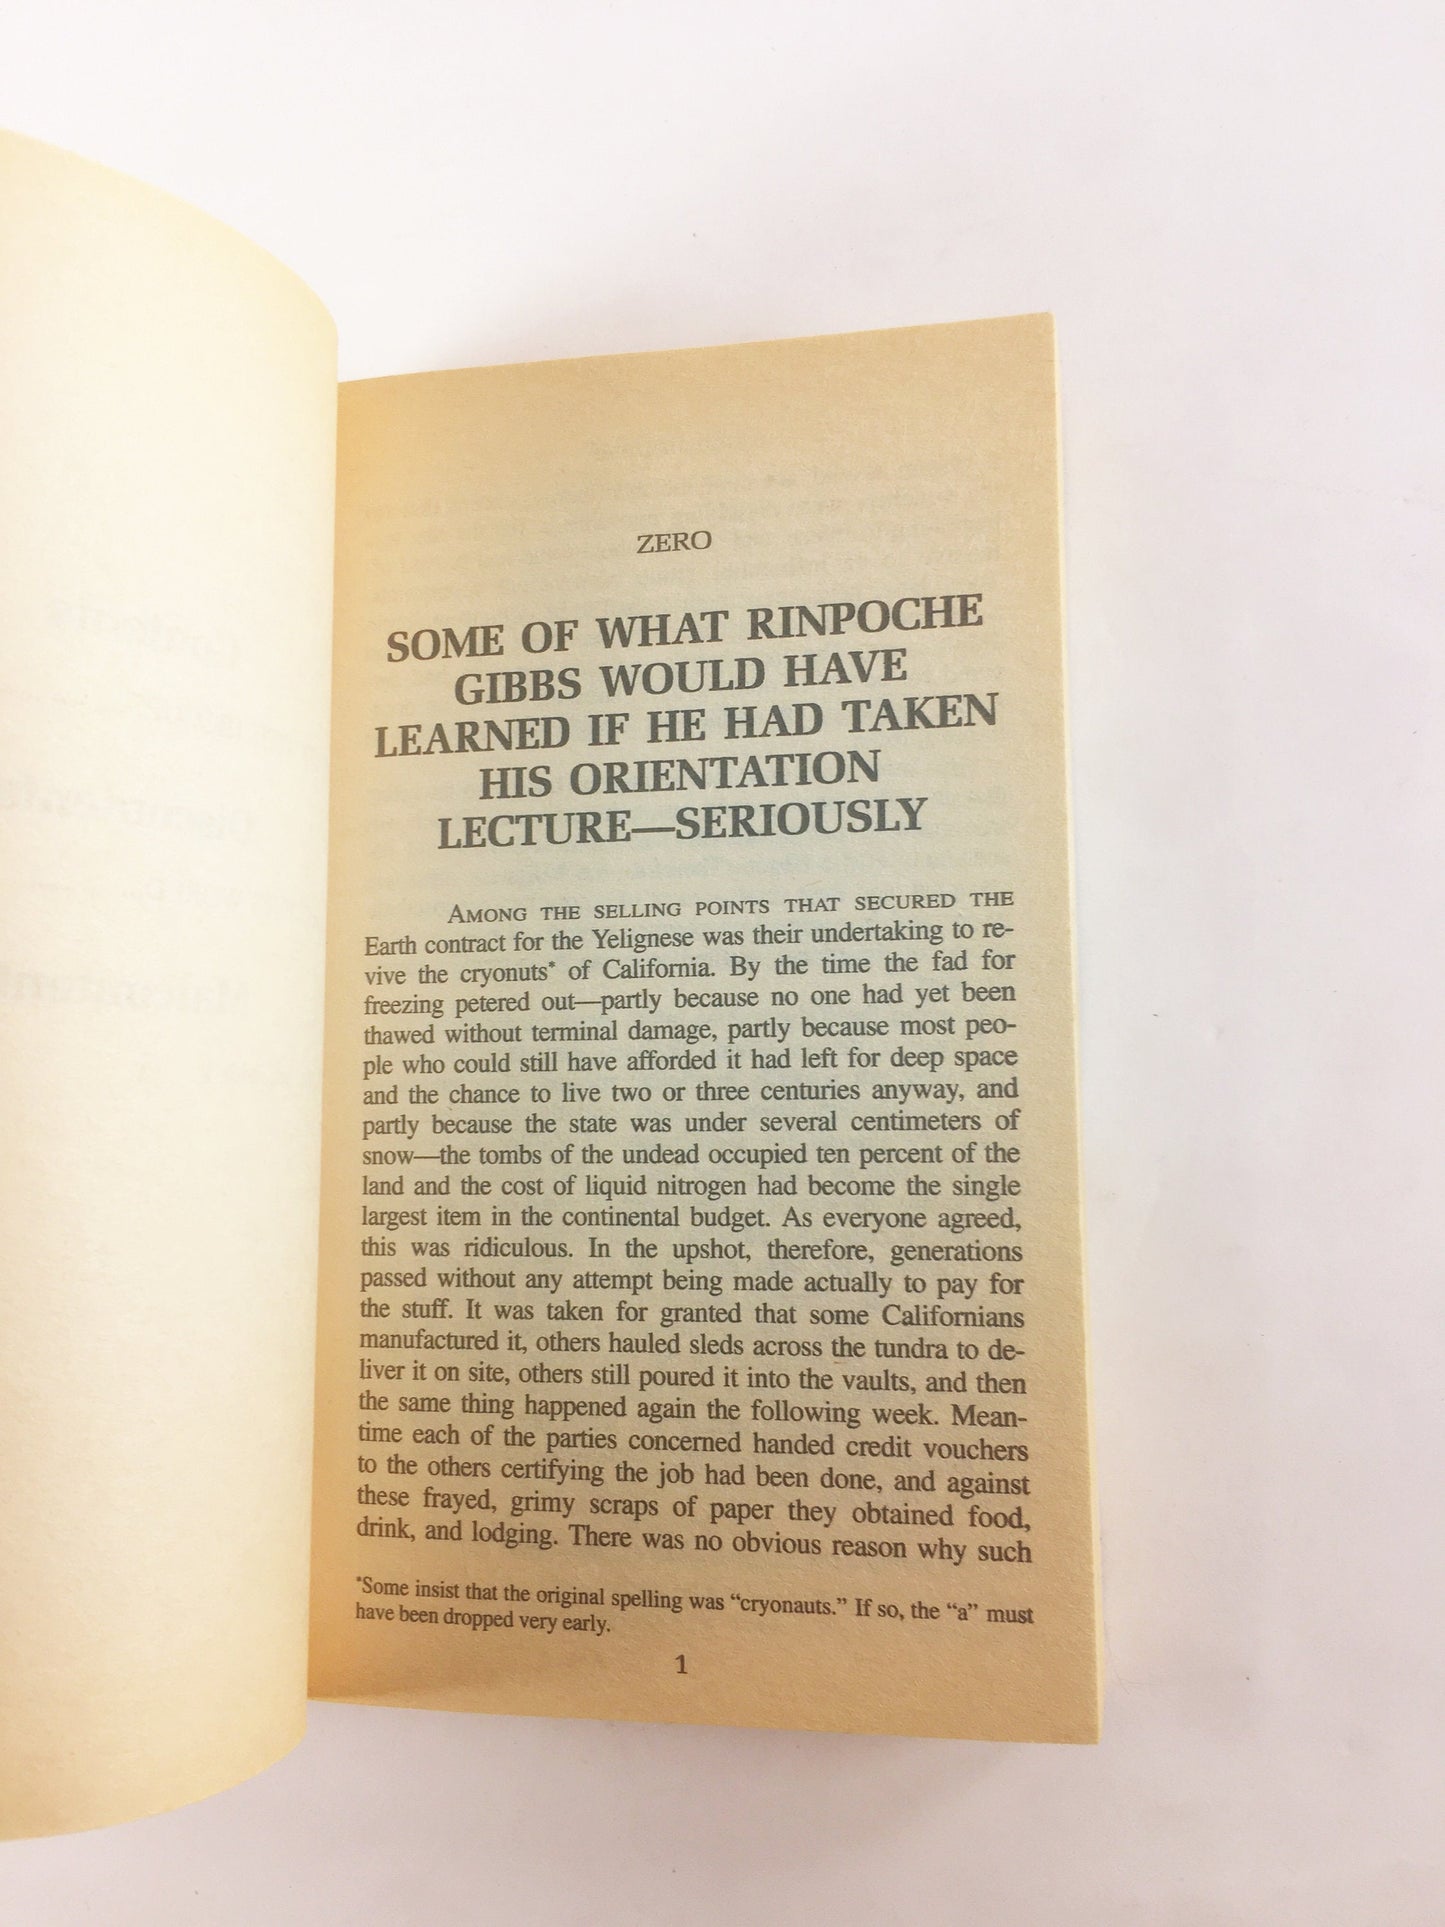 ZERO
SOME OF WHAT RINPOCHE
GIBBS WOULD HAVE
LEARNED IF HE HAD TAKEN
HIS ORIENTATION
LECTURE—SERIOUSLY
AMONG THE SELLING POINTS THAT SECURED THE
Earth contract for the Yelignese was their undertaking to re-
vive the cryonuts* of California. By the time the fad for
freezing petered out—partly because no one had yet been
thawed without terminal damage, partly because most peo-
ple who could still have afforded it had left for deep space
and the chance to live two or three centuries anyway, and
partly because the state was under several centimeters of
snow—the tombs of the undead occupied ten percent of the
land and the cost of liquid nitrogen had become the single
largest item in the continental budget. As everyone agreed,
this was ridiculous. In the upshot, therefore, generations
passed without any attempt being made actually to pay for
the stuff. It was taken for granted that some Californians
manufactured it, others hauled sleds across the tundra to de-
liver it on site, others still poured it into the vaults, and then
the same thing happened again the following week. Mean-
time each of the parties concerned handed credit vouchers
to the others certifying the job had been done, and against
these frayed, grimy scraps of paper they obtained food,
drink, and lodging. There was no obvious reason why such
*Some insist that the original spelling was “cryonauts.” If so, the “a” must
have been dropped very early.
1